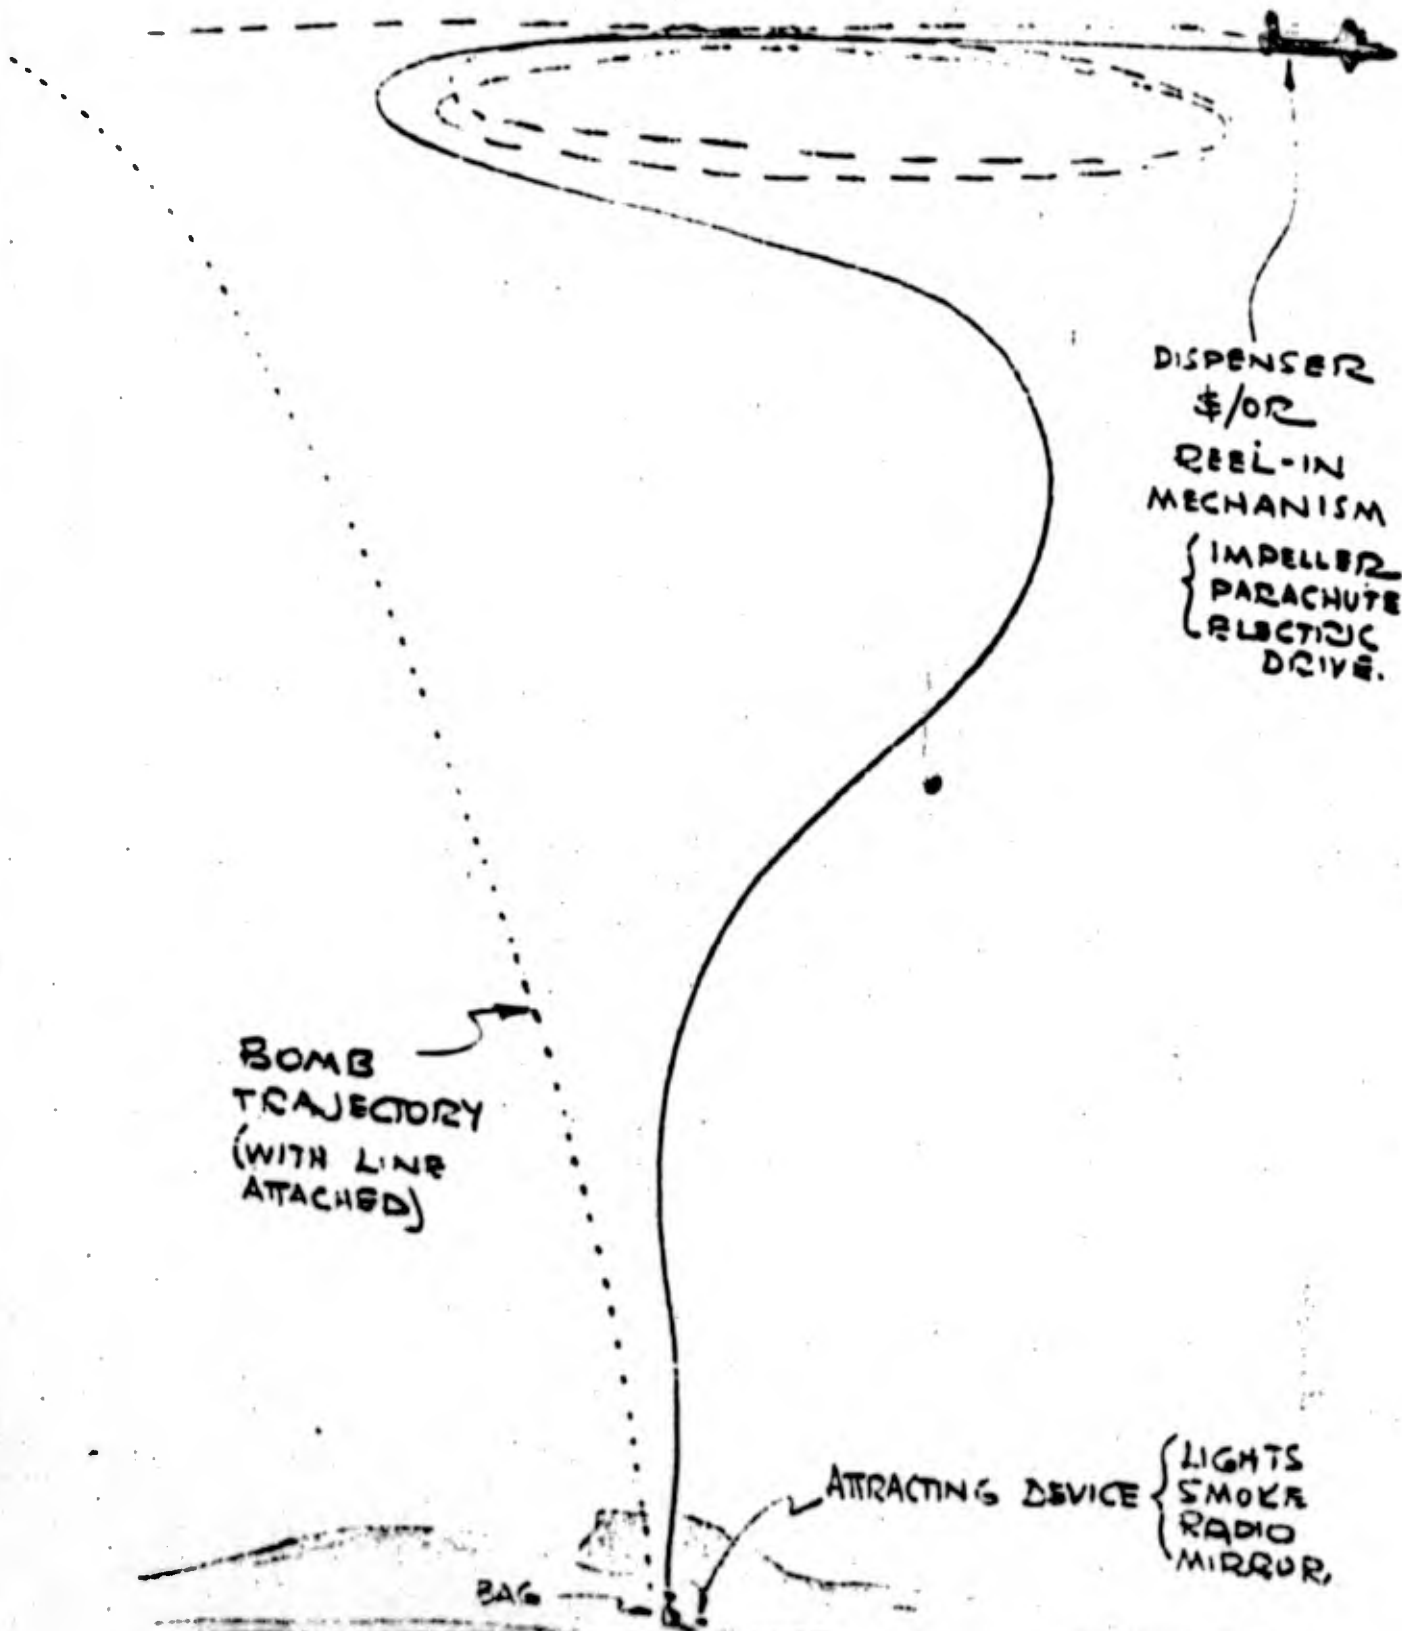 DISPENSER
$/OR
REEL-IN
MECHANISM
IMPELLER
PARACHUTE
ELECTRIC
DRIVE.
BOMB
TRAJECTORY
(WITH LINE
ATTACHED)
ATTRACTING DEVICE
LIGHTS
SMOKE
RADIO
MIRROR.
BAG